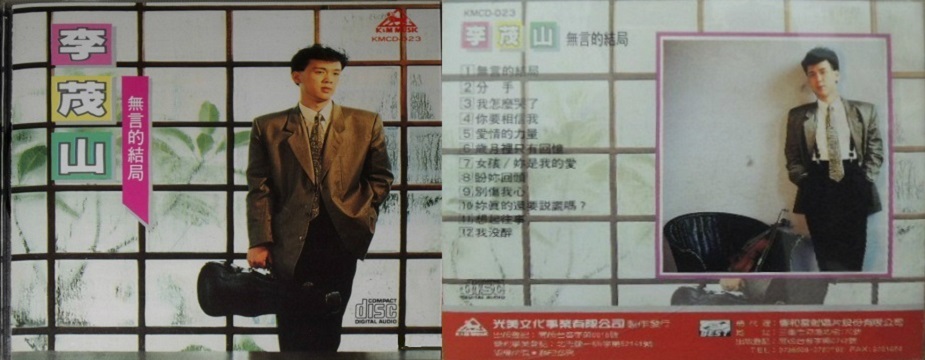 李茂山
無言的結局
K&M MUSIC
KMCD-023
COMPACT
disc
DIGITAL AUDIO
KMCD-023
李茂山 無言的結局
1 無言的結局
2 分手
3 我怎麼哭了
4 你要相信我
5 愛情的力量
6 歲月裡只有回憶
7 女孩／妳是我的愛
8 盼妳回頭
9 別傷我心
10 妳真的還要說謊嗎？
11 想起往事
12 我沒醉
disc
光美文化事業有限公司 製作發行
BEST